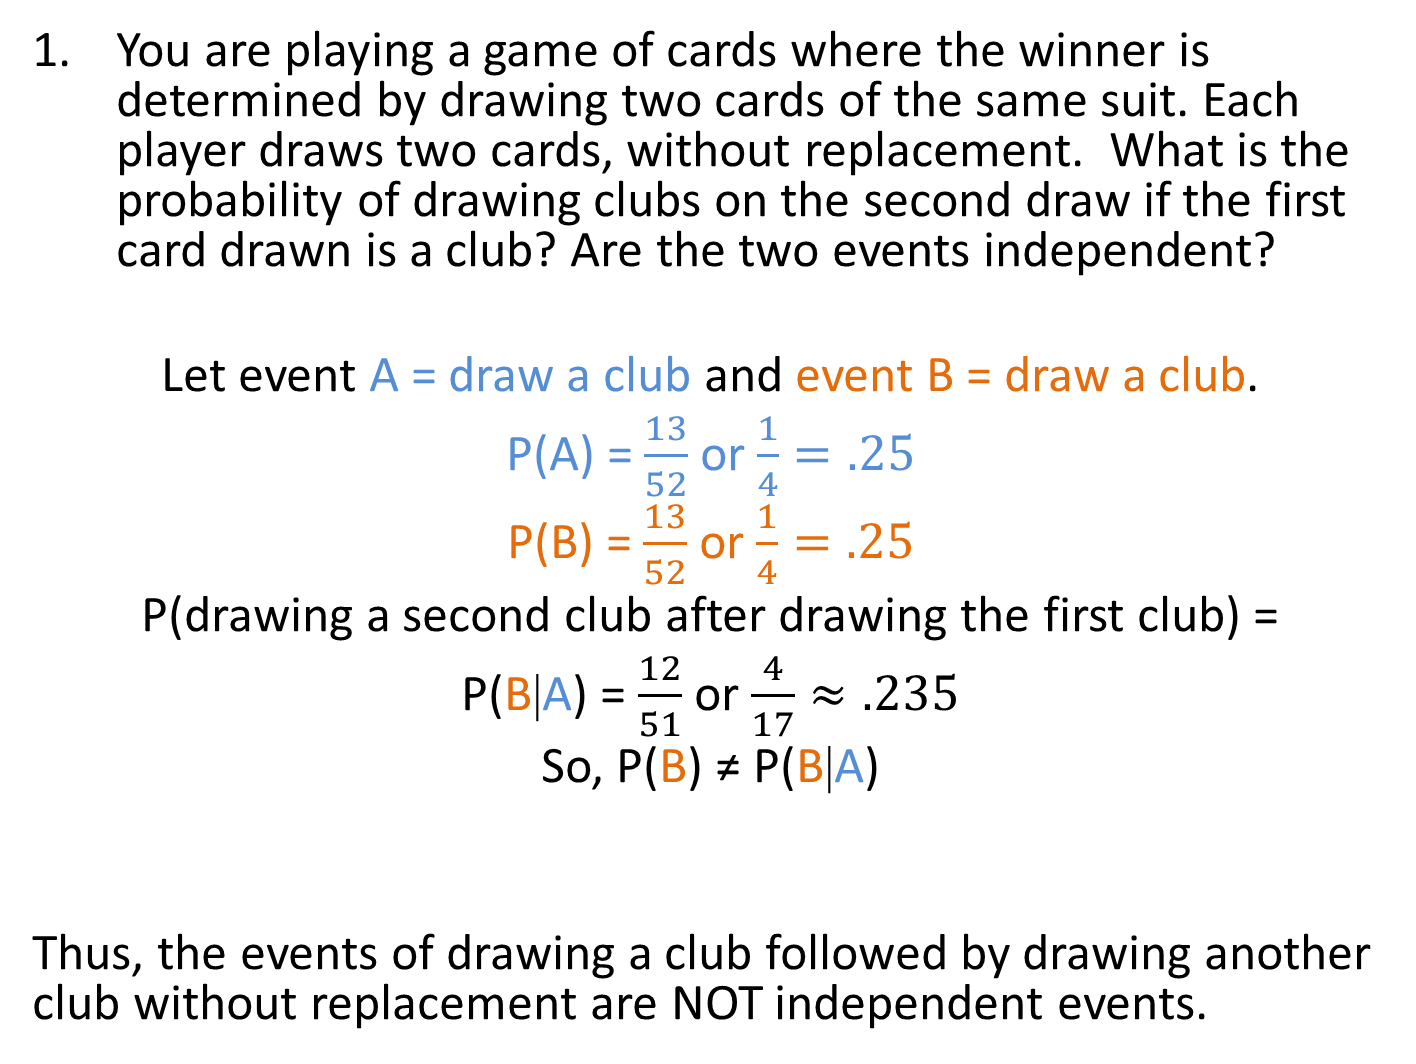 1. You are playing a game of cards where the winner is
determined by drawing two cards of the same suit. Each
player draws two cards, without replacement. What is the
probability of drawing clubs on the second draw if the first
card drawn is a club? Are the two events independent?
Let event A = draw a club and event B = draw a club.
P(A) = 13/52 or 1/4 = .25
P(B) = 13/52 or 1/4 = .25
P(drawing a second club after drawing the first club) =
P(B|A) = 12/51 or 4/17 ≈ .235
So, P(B) ≠ P(B|A)
Thus, the events of drawing a club followed by drawing another
club without replacement are NOT independent events.